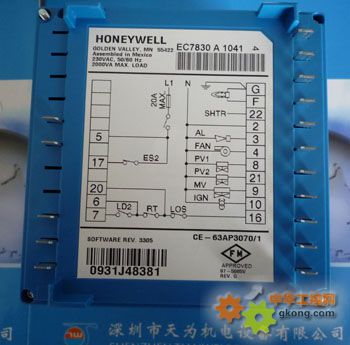 HONEYWELL
GOLDEN VALLEY, MN 55422
Assembled in Mexico
230VAC, 50/60 Hz
2000VA MAX. LOAD
EC7830 A 1041 4
L1 N
20A MAX.
G
F
SHTR 22
2
5 AL 3
FAN 4
17 ES2 PV1 8
PV2 21
20 MV 9
6 IGN 10
7 LD2 RT LOS 16
SOFTWARE REV. 3305
CE-63AP3070/1
0931J48381
FM
APPROVED
REV. G
gkong.com
深圳市天为机电设备有限公司